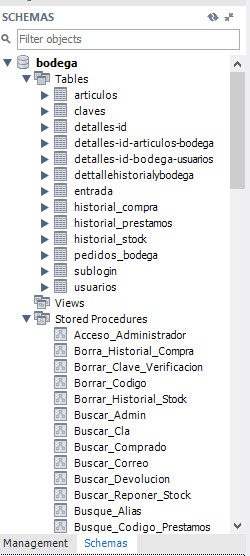 SCHEMAS
Filter objects
bodega
Tables
articulos
claves
detalles-id
detalles-id-articulos-bodega
detalles-id-bodega-usuarios
dettallehistorialybodega
entrada
historial_compra
historial_prestamos
historial_stock
pedidos_bodega
sublogin
usuarios
Views
Stored Procedures
Acceso_Administrador
Borra_Historial_Compra
Borrar_Clave_Verificacion
Borrar_Codigo
Borrar_Historial_Stock
Buscar_Admin
Buscar_Cla
Buscar_Comprado
Buscar_Correo
Buscar_Devolucion
Buscar_Reponer_Stock
Busque_Alias
Busque_Codigo_Prestamos
Management Schemas